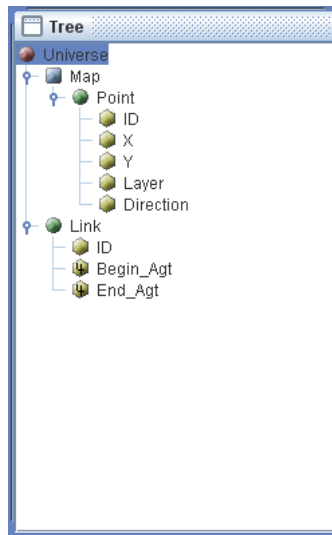 Tree
Universe
Map
Point
ID
X
Y
Layer
Direction
Link
ID
Begin_Agt
End_Agt